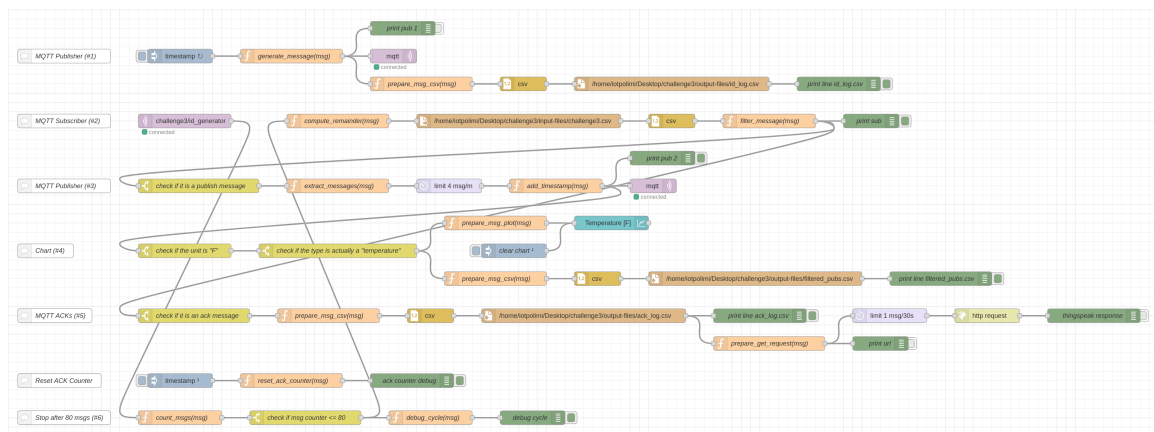 print pub 1
MQTT Publisher (#1)
timestamp ↻
generate_message(msg)
mqtt
connected
prepare_msg_csv(msg)
csv
/home/iotpolimi/Desktop/challenge3/output-files/id_log.csv
print line id_log.csv
MQTT Subscriber (#2)
challenge3/id_generator
connected
compute_remainder(msg)
/home/iotpolimi/Desktop/challenge3/input-files/challenge3.csv
csv
filter_message(msg)
print sub
print pub 2
MQTT Publisher (#3)
check if it is a publish message
extract_messages(msg)
limit 4 msg/m
add_timestamp(msg)
mqtt
connected
prepare_msg_plot(msg)
Temperature [F]
Chart (#4)
check if the unit is "F"
check if the type is actually a "temperature"
clear chart ¹
prepare_msg_csv(msg)
csv
/home/iotpolimi/Desktop/challenge3/output-files/filtered_pubs.csv
print line filtered_pubs.csv
MQTT ACKs (#5)
check if it is an ack message
prepare_msg_csv(msg)
csv
/home/iotpolimi/Desktop/challenge3/output-files/ack_log.csv
print line ack_log.csv
limit 1 msg/30s
http request
thingspeak response
prepare_get_request(msg)
print url
Reset ACK Counter
timestamp ¹
reset_ack_counter(msg)
ack counter debug
Stop after 80 msgs (#6)
count_msgs(msg)
check if msg counter <= 80
debug_cycle(msg)
debug cycle